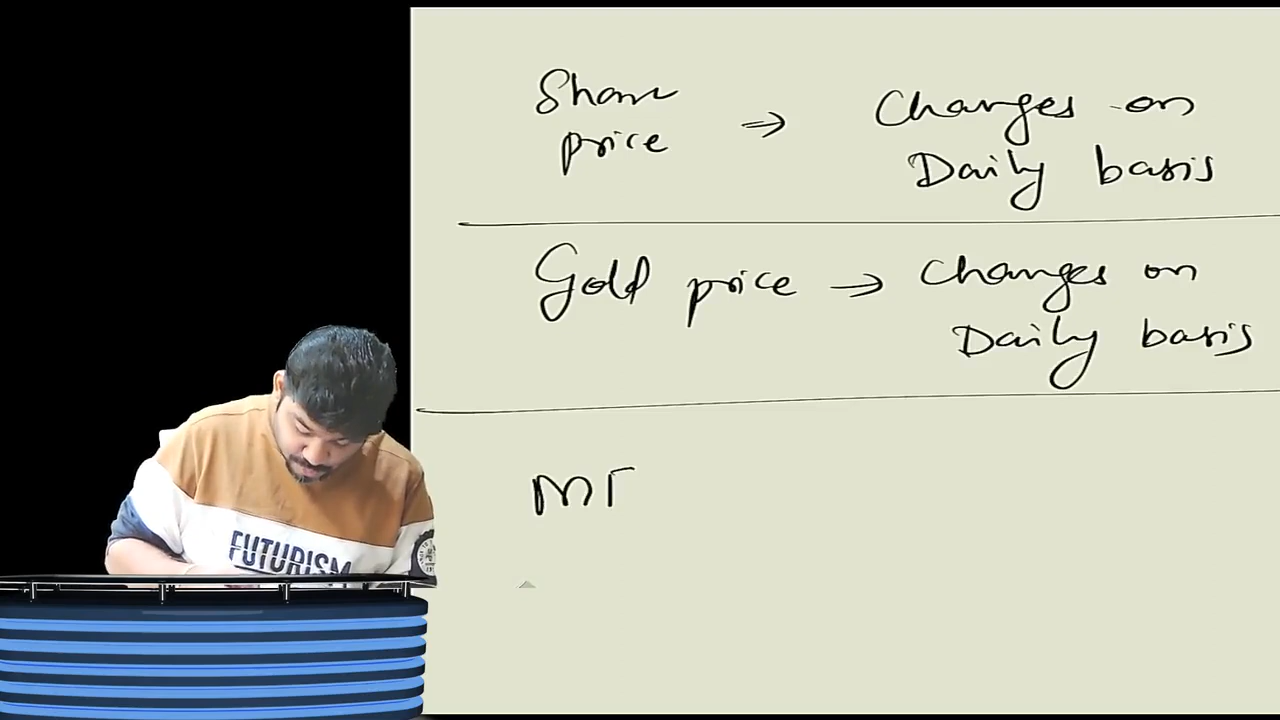 Share
price → Changes on
Daily basis
Gold price → Changes on
Daily basis
MF
FUTURISM